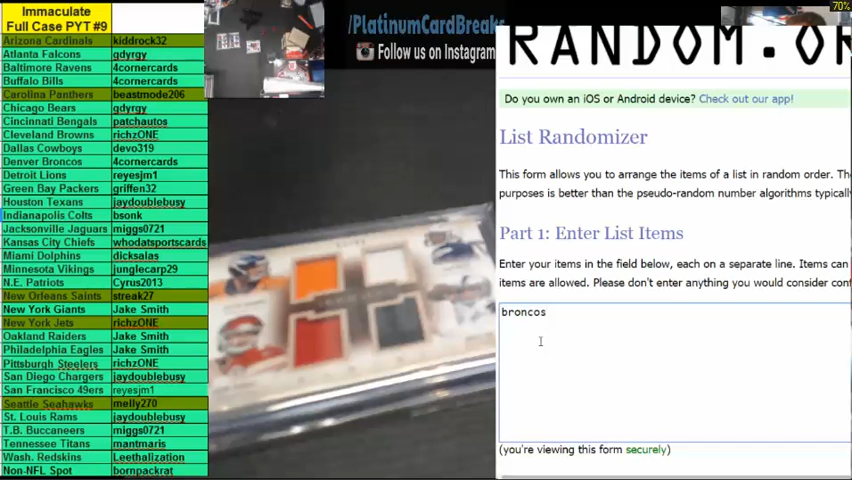 Immaculate
Full Case PYT #9
Arizona Cardinals kiddrock32
Atlanta Falcons gdyrgy
Baltimore Ravens 4cornercards
Buffalo Bills 4cornercards
Carolina Panthers beastmode206
Chicago Bears gdyrgy
Cincinnati Bengals patchautos
Cleveland Browns richzONE
Dallas Cowboys devo319
Denver Broncos 4cornercards
Detroit Lions reyesjm1
Green Bay Packers griffen32
Houston Texans jaydoublebusy
Indianapolis Colts bsonk
Jacksonville Jaguars miggs0721
Kansas City Chiefs whodatsportscards
Miami Dolphins dicksalas
Minnesota Vikings junglecarp29
N.E. Patriots Cyrus2013
New Orleans Saints streak27
New York Giants Jake Smith
New York Jets richzONE
Oakland Raiders Jake Smith
Philadelphia Eagles Jake Smith
Pittsburgh Steelers richzONE
San Diego Chargers jaydoublebusy
San Francisco 49ers reyesjm1
Seattle Seahawks melly270
St. Louis Rams jaydoublebusy
T.B. Buccaneers miggs0721
Tennessee Titans mantmaris
Wash. Redskins Leethalization
Non-NFL Spot bornpackrat
/PlatinumCardBreaks
Follow us on Instagram
70%
RANDOM.OR
Do you own an iOS or Android device? Check out our app!
List Randomizer
This form allows you to arrange the items of a list in random order. The
purposes is better than the pseudo-random number algorithms typically
Part 1: Enter List Items
Enter your items in the field below, each on a separate line. Items can
items are allowed. Please don't enter anything you would consider conf
broncos
(you're viewing this form securely)